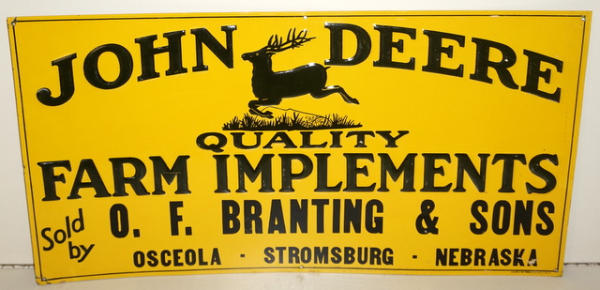 JOHN DEERE
QUALITY
FARM IMPLEMENTS
Sold by O. F. BRANTING & SONS
OSCEOLA - STROMSBURG - NEBRASKA